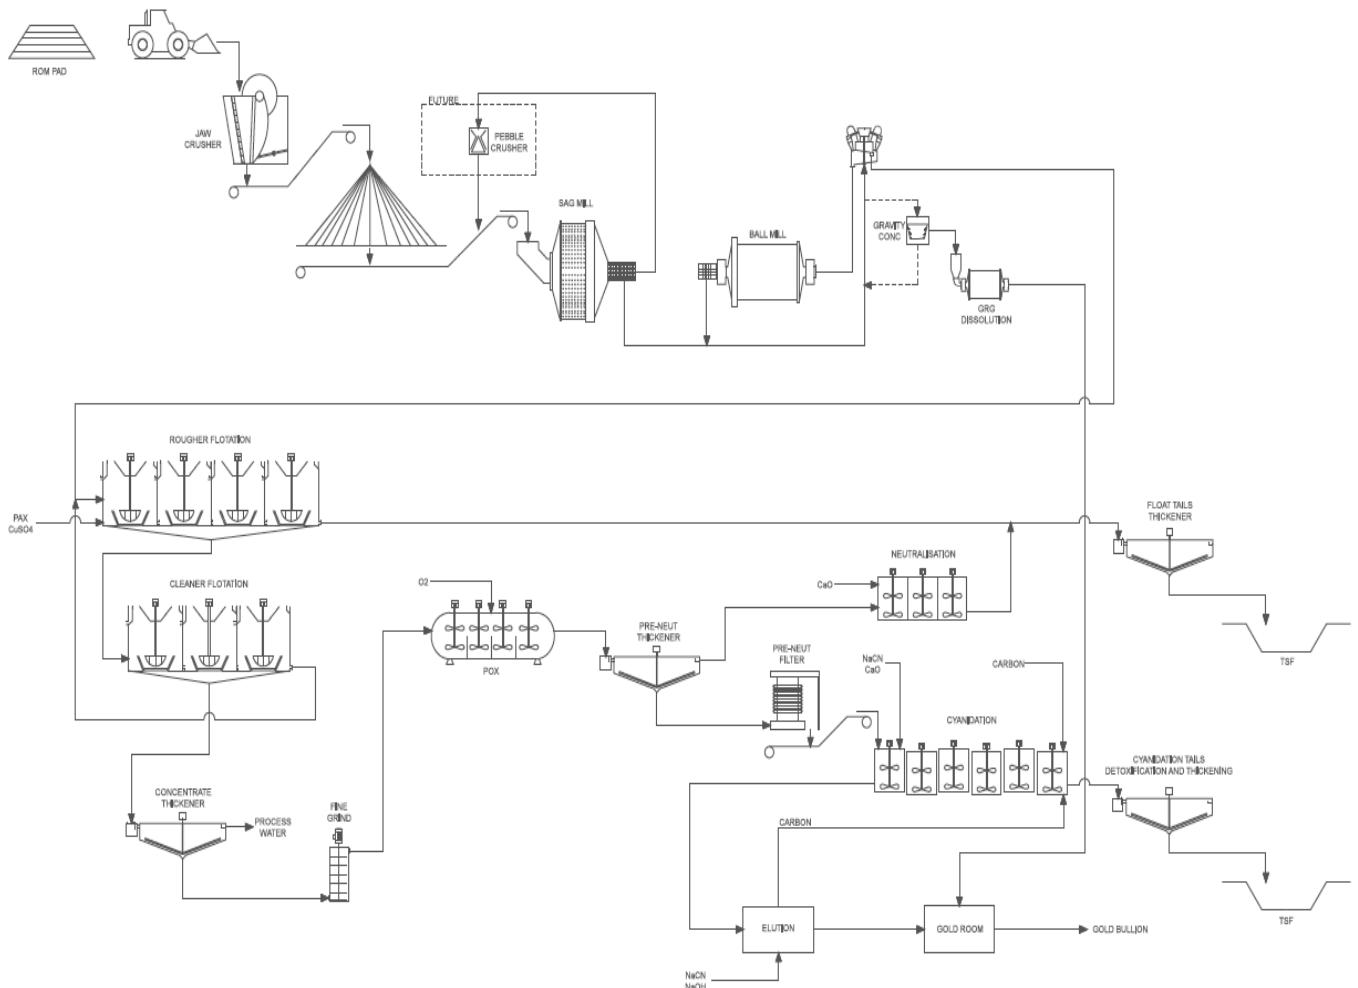 ROM PAD
JAW
CRUSHER
FUTURE
PEBBLE
CRUSHER
SAG MILL
BALL MILL
GRAVITY
CONC
GRG
DISSOLUTION
ROUGHER FLOTATION
PAX
CuSO4
CLEANER FLOTATION
O2
POX
PRE-NEUT
THICKENER
NEUTRALISATION
CaO
FLOAT TAILS
THICKENER
TSF
PRE-NEUT
FILTER
NaCN
CaO
CARBON
CYANIDATION
CYANIDATION TAILS
DETOXIFICATION AND THICKENING
CONCENTRATE
THICKENER
PROCESS
WATER
FINE
GRIND
CARBON
TSF
ELUTION
GOLD ROOM
GOLD BULLION
NaCN
NaOH